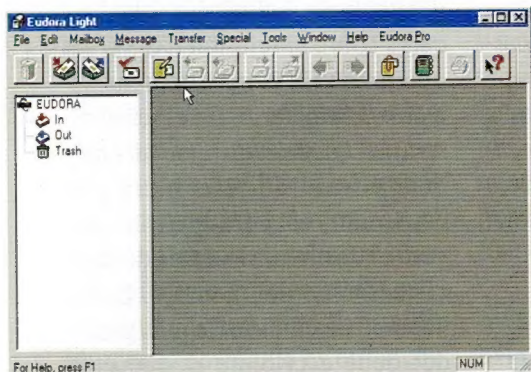 Eudora Light
File Edit Mailbox Message Transfer Special Tools Window Help Eudora Pro
EUDORA
In
Out
Trash
For Help, press F1 NUM